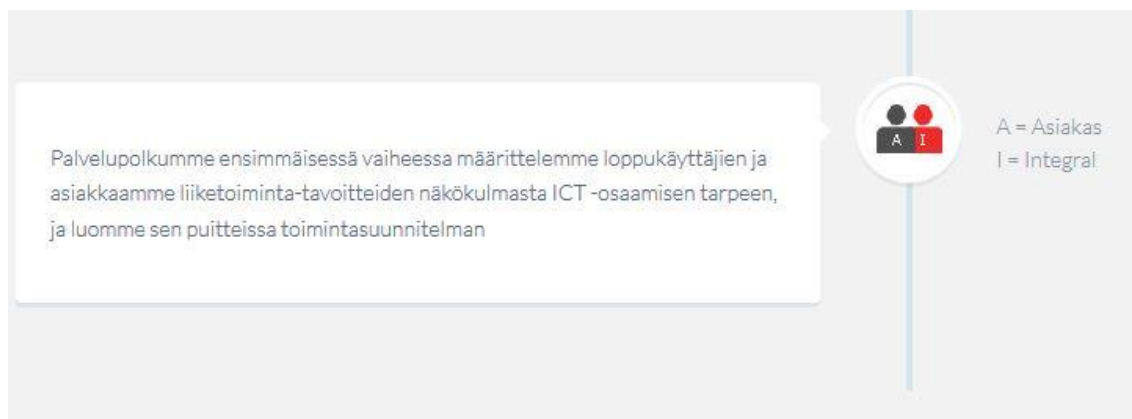 Palvelupolkumme ensimmäisessä vaiheessa määrittelemme loppukäyttäjien ja
asiakkaamme liiketoiminta-tavoitteiden näkökulmasta ICT -osaamisen tarpeen,
ja luomme sen puitteissa toimintasuunnitelman
A I
A = Asiakas
I = Integral